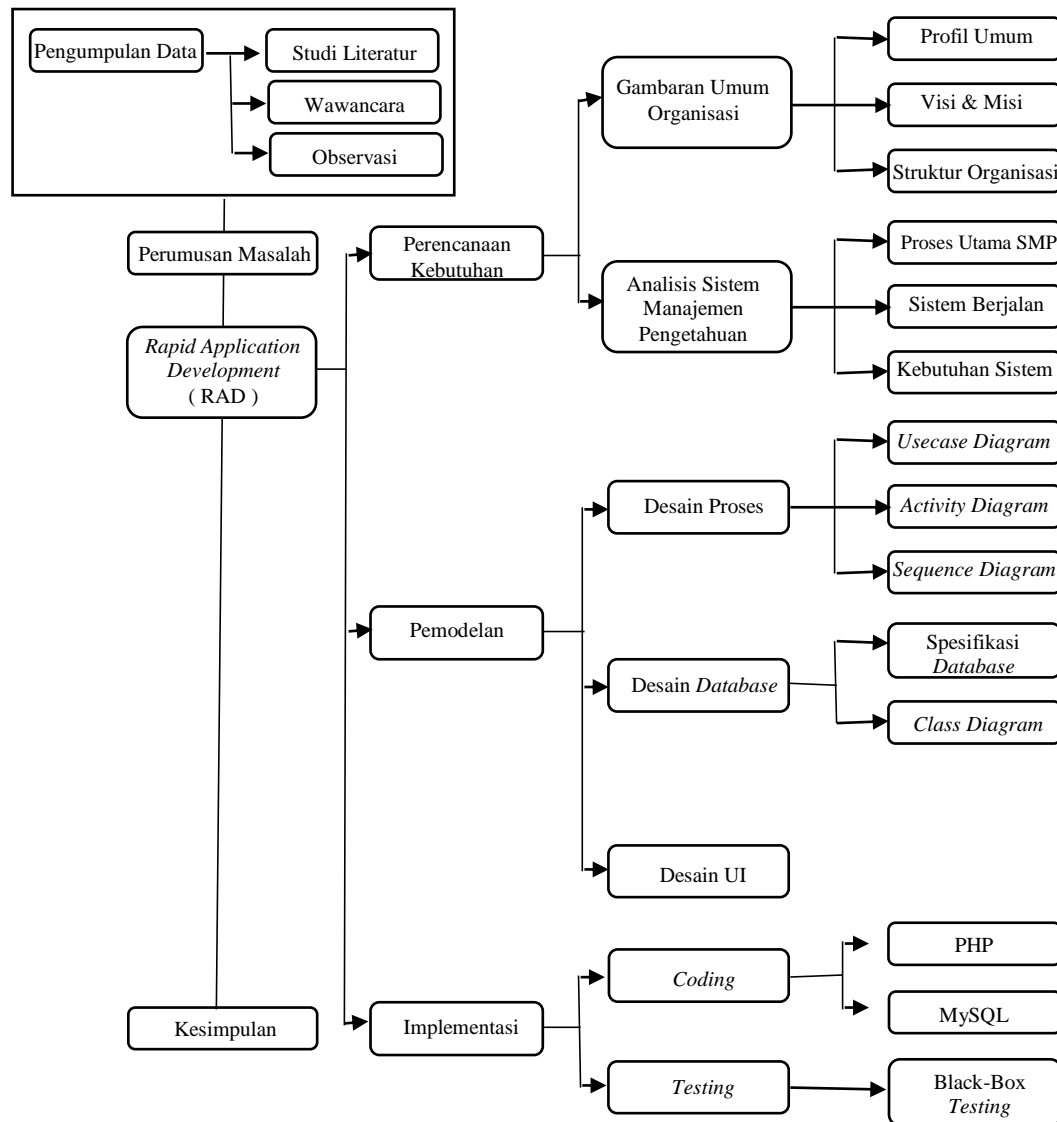 Pengumpulan Data
Studi Literatur
Wawancara
Observasi
Perumusan Masalah
Rapid Application
Development
( RAD )
Kesimpulan
Perencanaan
Kebutuhan
Gambaran Umum
Organisasi
Profil Umum
Visi & Misi
Struktur Organisasi
Analisis Sistem
Manajemen
Pengetahuan
Proses Utama SMP
Sistem Berjalan
Kebutuhan Sistem
Pemodelan
Desain Proses
Usecase Diagram
Activity Diagram
Sequence Diagram
Desain Database
Spesifikasi
Database
Class Diagram
Desain UI
Implementasi
Coding
PHP
MySQL
Testing
Black-Box
Testing